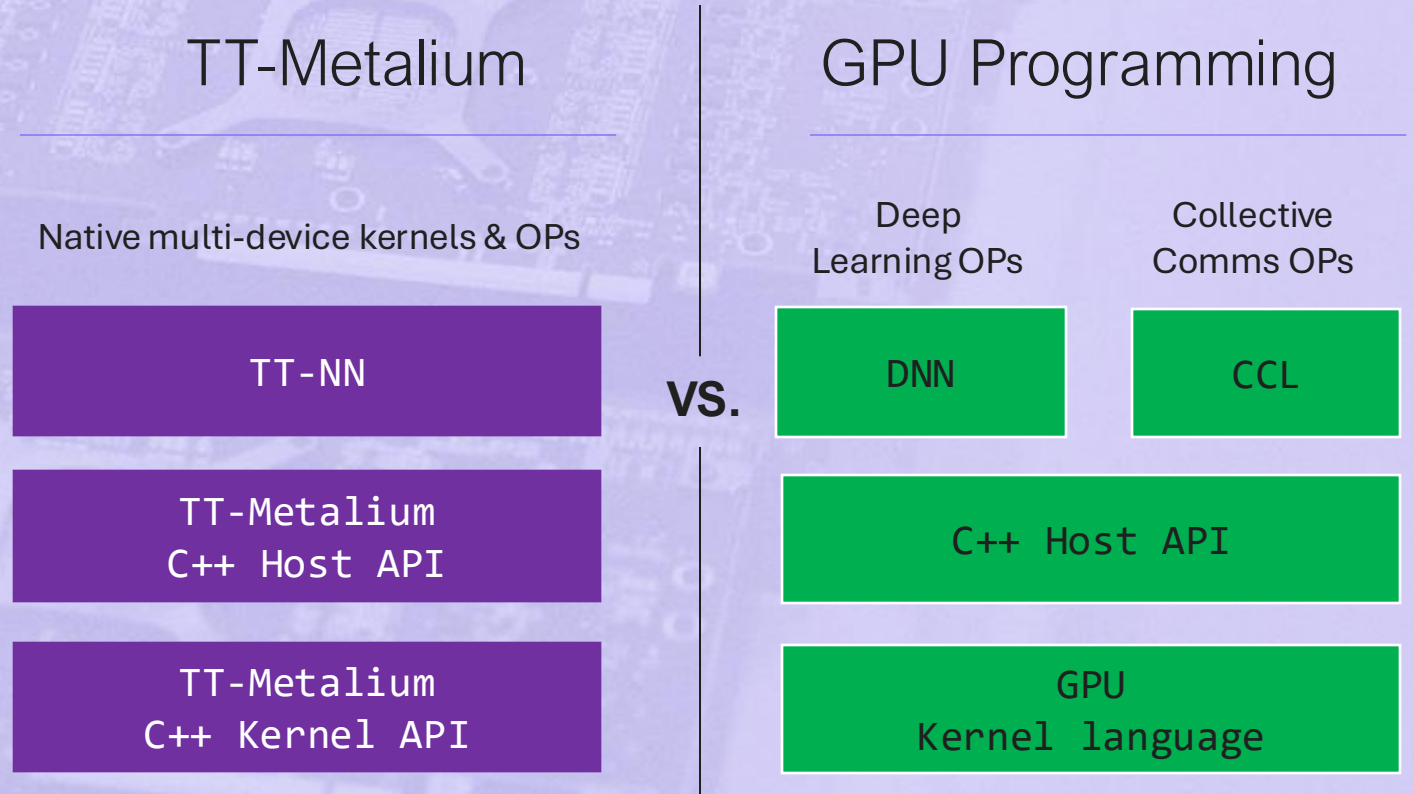 TT-Metalium
Native multi-device kernels & OPs
TT-NN
TT-Metalium
C++ Host API
TT-Metalium
C++ Kernel API
VS.
GPU Programming
Deep
Learning OPs
Collective
Comms OPs
DNN
CCL
C++ Host API
GPU
Kernel language